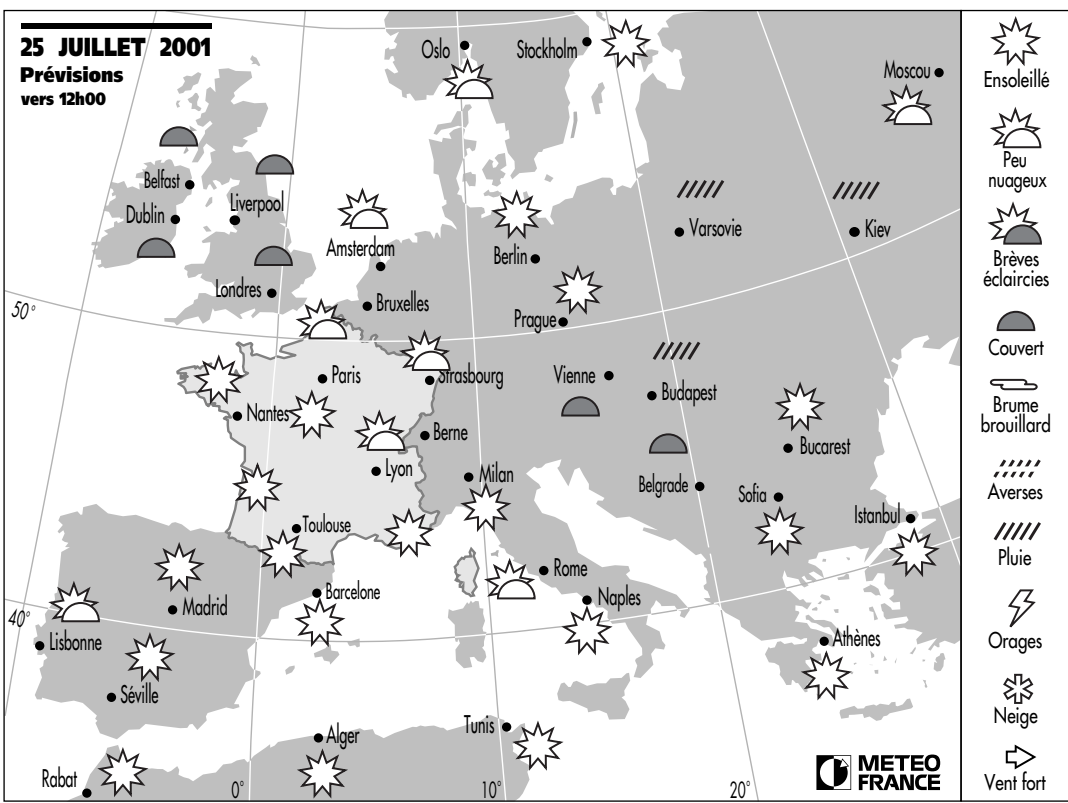 25 JUILLET 2001
Prévisions
vers 12h00
Oslo
Stockholm
Moscou
Belfast
Dublin
Liverpool
Varsovie
Kiev
Amsterdam
Berlin
Londres
Bruxelles
50°
Prague
Paris
Strasbourg
Vienne
Budapest
Nantes
Berne
Bucarest
Lyon
Milan
Belgrade
Sofia
Istanbul
Toulouse
Rome
Barcelone
Naples
Madrid
40°
Lisbonne
Athènes
Séville
Tunis
Alger
Rabat
0°
10°
20°
METEO
FRANCE
Ensoleillé
Peu
nuageux
Brèves
éclaircies
Couvert
Brume
brouillard
Averses
Pluie
Orages
Neige
Vent fort